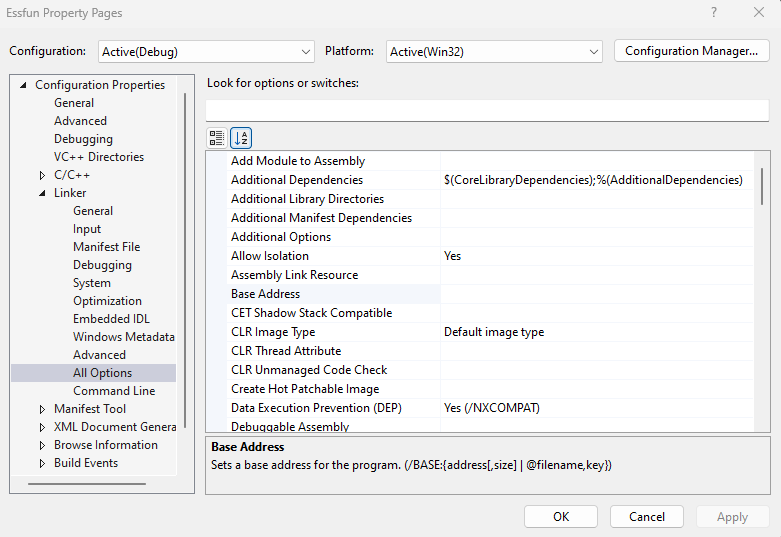 Essfun Property Pages
Configuration: Active(Debug) Platform: Active(Win32) Configuration Manager...
Configuration Properties
General
Advanced
Debugging
VC++ Directories
C/C++
Linker
General
Input
Manifest File
Debugging
System
Optimization
Embedded IDL
Windows Metadata
Advanced
All Options
Command Line
Manifest Tool
XML Document Genera
Browse Information
Build Events
Look for options or switches:
Add Module to Assembly
Additional Dependencies $(CoreLibraryDependencies);%(AdditionalDependencies)
Additional Library Directories
Additional Manifest Dependencies
Additional Options
Allow Isolation Yes
Assembly Link Resource
Base Address
CET Shadow Stack Compatible
CLR Image Type Default image type
CLR Thread Attribute
CLR Unmanaged Code Check
Create Hot Patchable Image
Data Execution Prevention (DEP) Yes (/NXCOMPAT)
Debuggable Assembly
Base Address
Sets a base address for the program. (/BASE:{address[,size] | @filename,key})
OK Cancel Apply